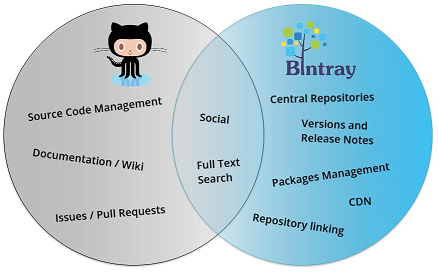 Bintray
Source Code Management
Documentation / Wiki
Issues / Pull Requests
Social
Full Text
Search
Central Repositories
Versions and
Release Notes
Packages Management
CDN
Repository linking